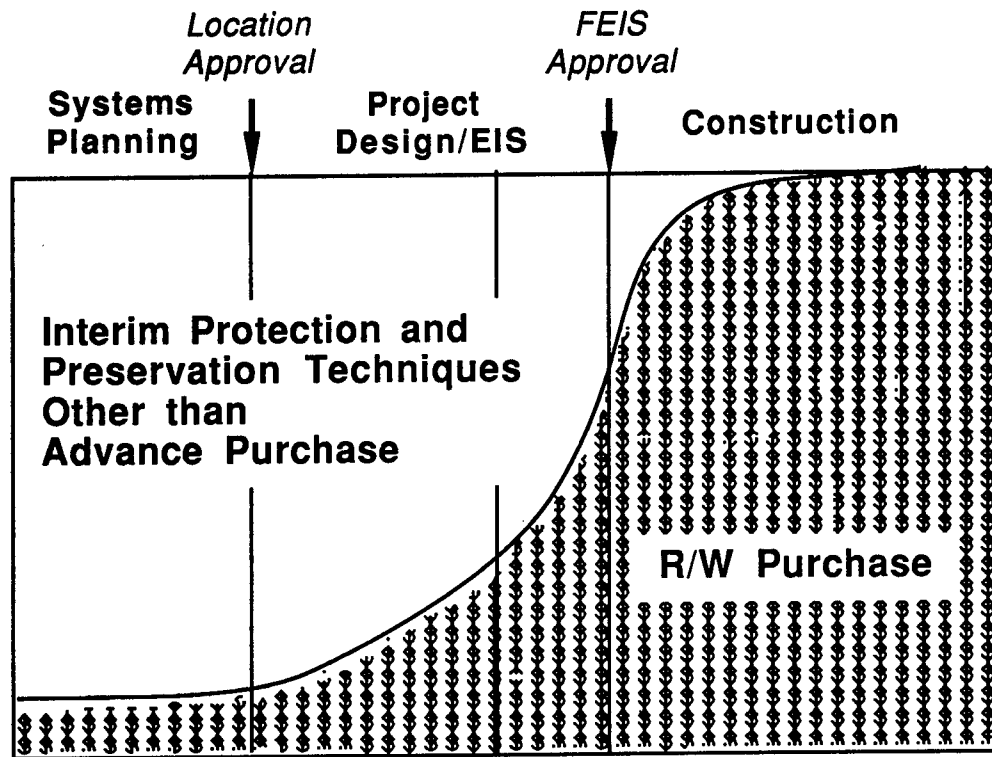 Location
Approval
FEIS
Approval
Systems
Planning
Project
Design/EIS
Construction
Interim Protection and
Preservation Techniques
Other than
Advance Purchase
R/W Purchase